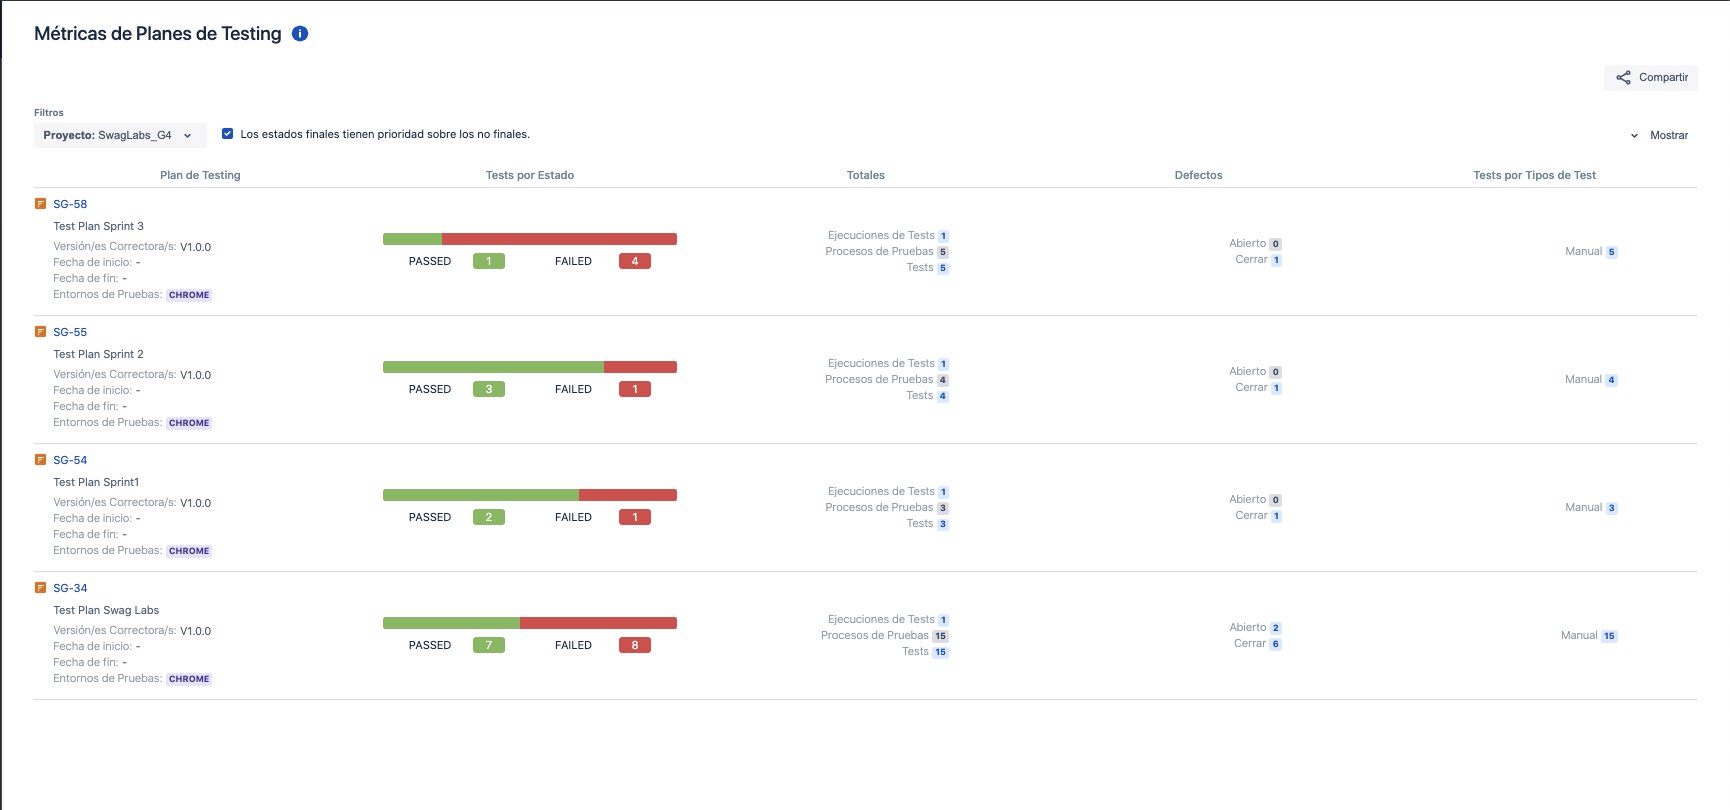 Métricas de Planes de Testing
Compartir
Filtros
Proyecto: SwagLabs_G4
Los estados finales tienen prioridad sobre los no finales.
Mostrar
Plan de Testing Tests por Estado Totales Defectos Tests por Tipos de Test
SG-58
Test Plan Sprint 3
Versión/es Correctora/s: V1.0.0
Fecha de inicio: -
Fecha de fin: -
Entornos de Pruebas: CHROME
PASSED 1 FAILED 4
Ejecuciones de Tests 1
Procesos de Pruebas 5
Tests 5
Abierto 0
Cerrar 1
Manual 5
SG-55
Test Plan Sprint 2
Versión/es Correctora/s: V1.0.0
Fecha de inicio: -
Fecha de fin: -
Entornos de Pruebas: CHROME
PASSED 3 FAILED 1
Ejecuciones de Tests 1
Procesos de Pruebas 4
Tests 4
Abierto 0
Cerrar 1
Manual 4
SG-54
Test Plan Sprint1
Versión/es Correctora/s: V1.0.0
Fecha de inicio: -
Fecha de fin: -
Entornos de Pruebas: CHROME
PASSED 2 FAILED 1
Ejecuciones de Tests 1
Procesos de Pruebas 3
Tests 3
Abierto 0
Cerrar 1
Manual 3
SG-34
Test Plan Swag Labs
Versión/es Correctora/s: V1.0.0
Fecha de inicio: -
Fecha de fin: -
Entornos de Pruebas: CHROME
PASSED 7 FAILED 8
Ejecuciones de Tests 1
Procesos de Pruebas 15
Tests 15
Abierto 2
Cerrar 6
Manual 15